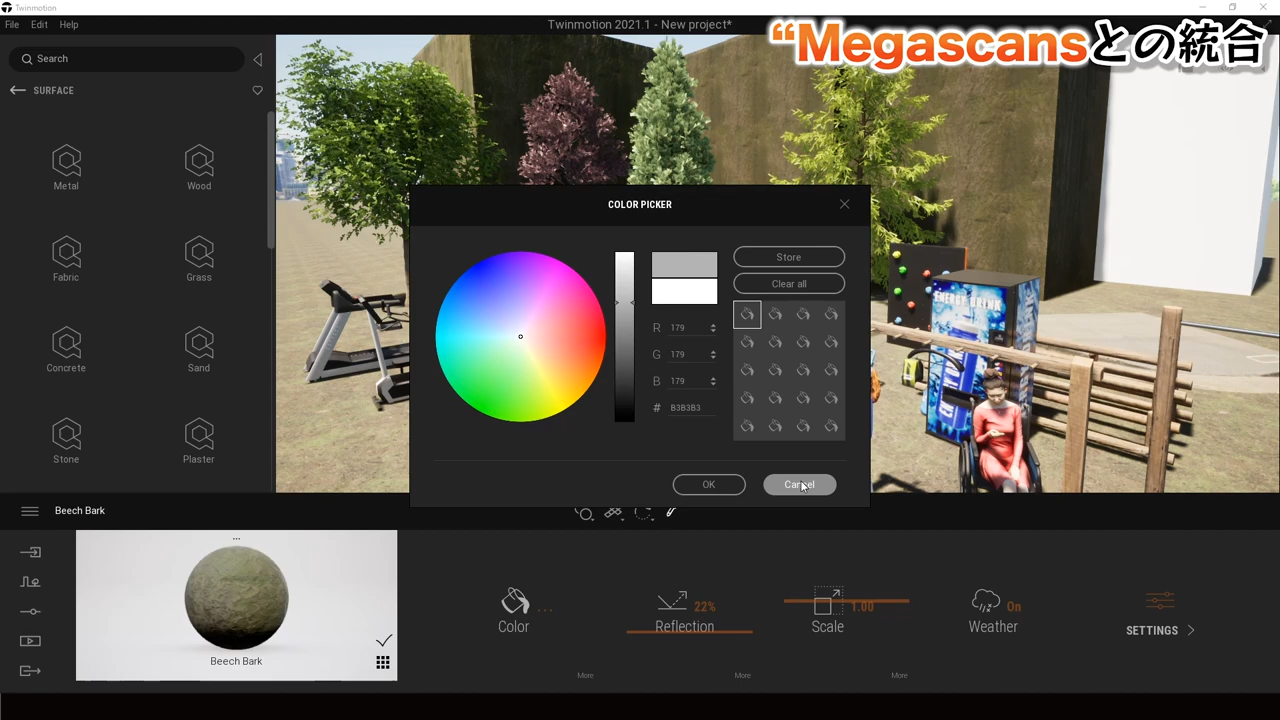 Twinmotion
File Edit Help
Twinmotion 2021.1 - New project*
“Megascansとの統合
Search
SURFACE
Metal
Wood
Fabric
Grass
Concrete
Sand
Stone
Plaster
COLOR PICKER
Store
Clear all
R 179
G 179
B 179
# B3B3B3
OK
Cancel
ENERGY DRINK
Beech Bark
...
Beech Bark
Color ...
Reflection 22%
Scale 1.00
Weather On
SETTINGS
More
More
More